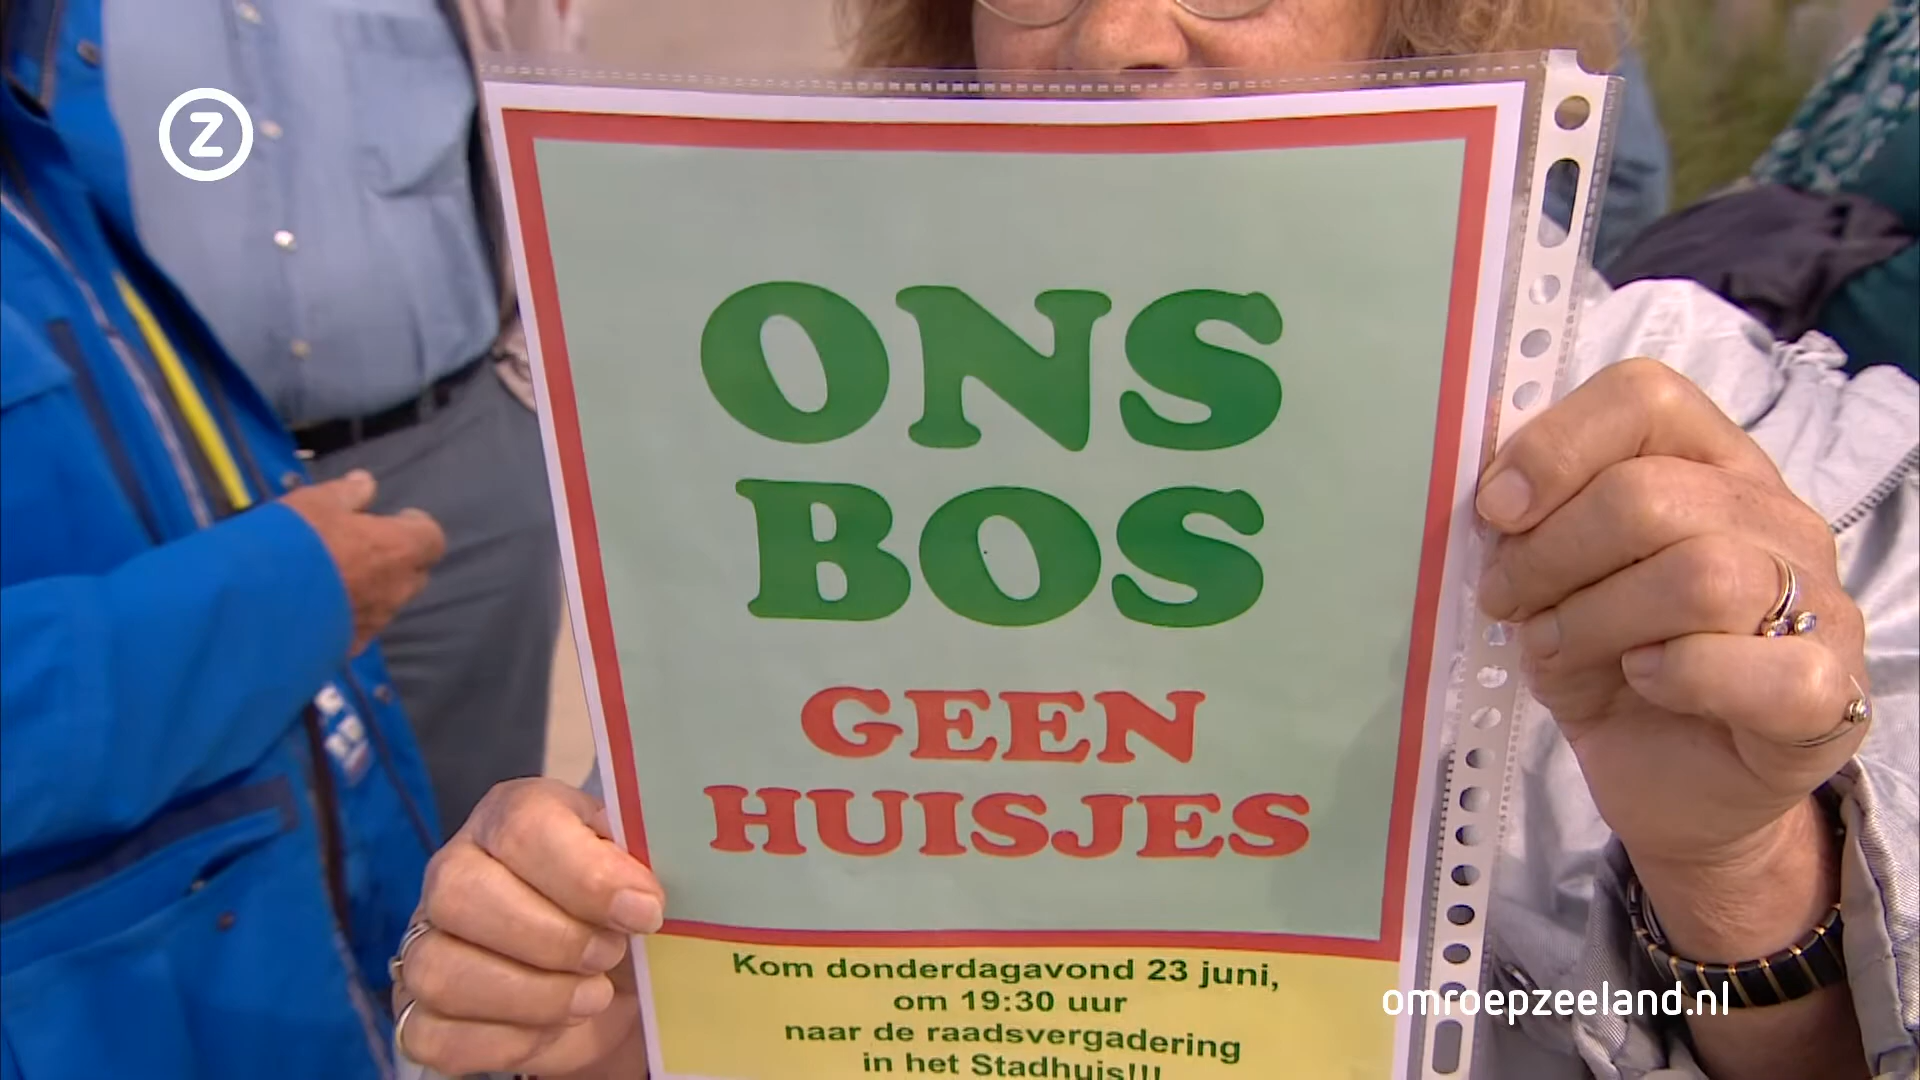 Z
ONS
BOS
GEEN
HUISJES
Kom donderdagavond 23 juni,
om 19:30 uur
naar de raadsvergadering
in het Stadhuis!!!
omroepzeeland.nl